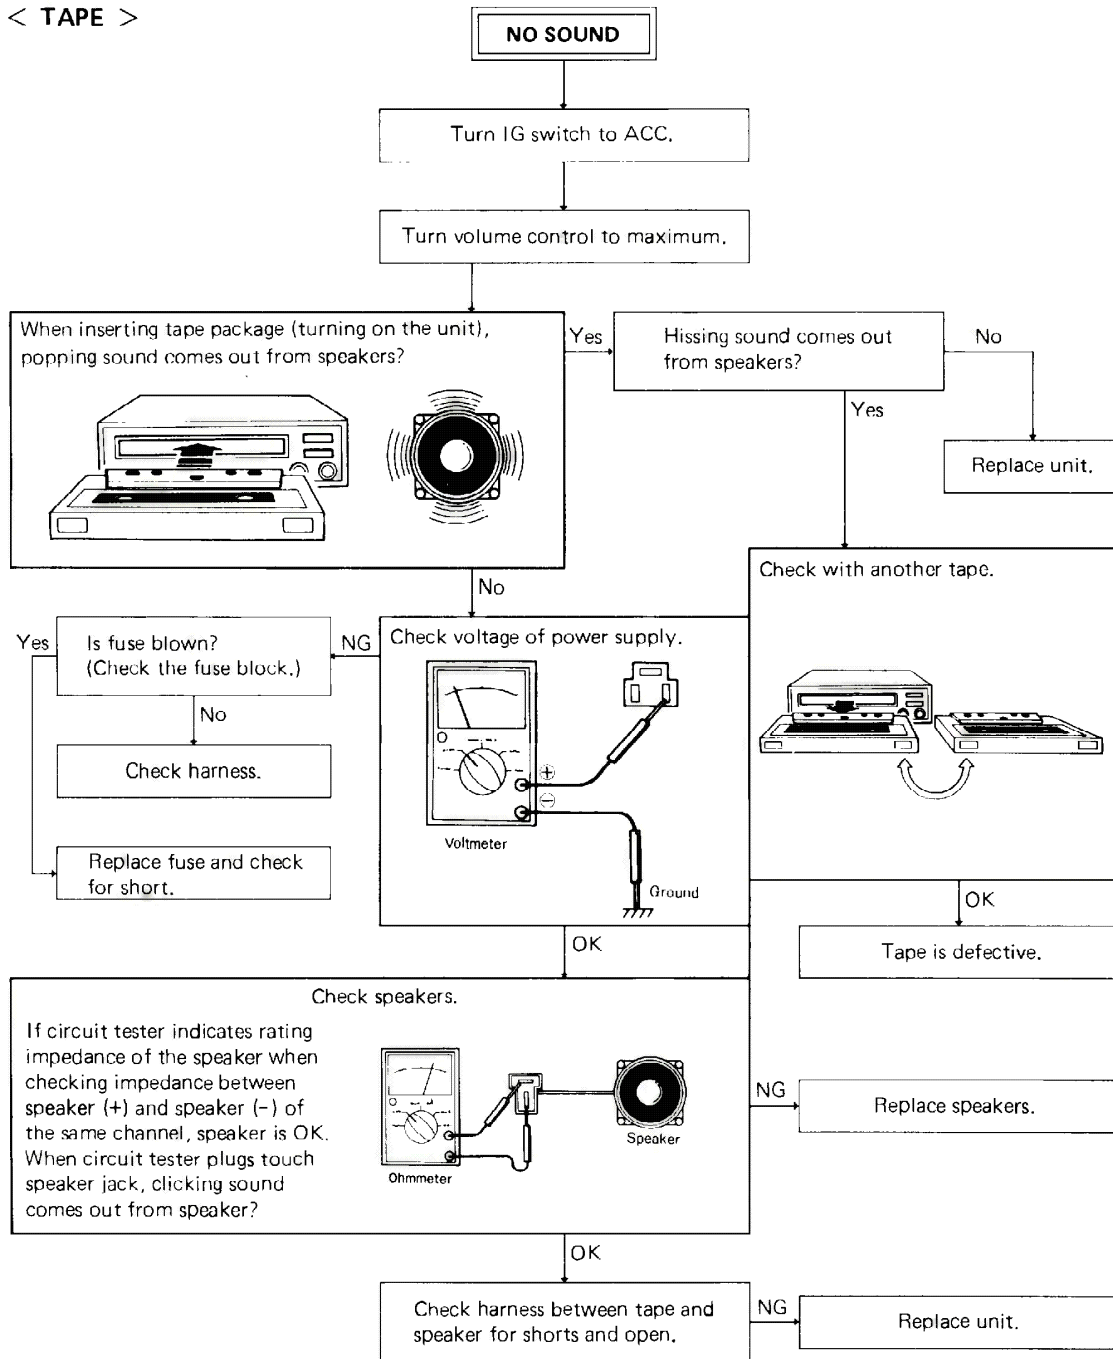 < TAPE >
NO SOUND
Turn IG switch to ACC.
Turn volume control to maximum.
When inserting tape package (turning on the unit),
popping sound comes out from speakers?
Yes
Hissing sound comes out
from speakers?
No
Yes
Replace unit.
No
Check with another tape.
Yes
Is fuse blown?
(Check the fuse block.)
NG
Check voltage of power supply.
No
Check harness.
+
−
Voltmeter
Replace fuse and check
for short.
Ground
OK
Tape is defective.
OK
Check speakers.
If circuit tester indicates rating
impedance of the speaker when
checking impedance between
speaker (+) and speaker (−) of
the same channel, speaker is OK.
When circuit tester plugs touch
speaker jack, clicking sound
comes out from speaker?
Speaker
Ohmmeter
NG
Replace speakers.
OK
Check harness between tape and
speaker for shorts and open.
NG
Replace unit.